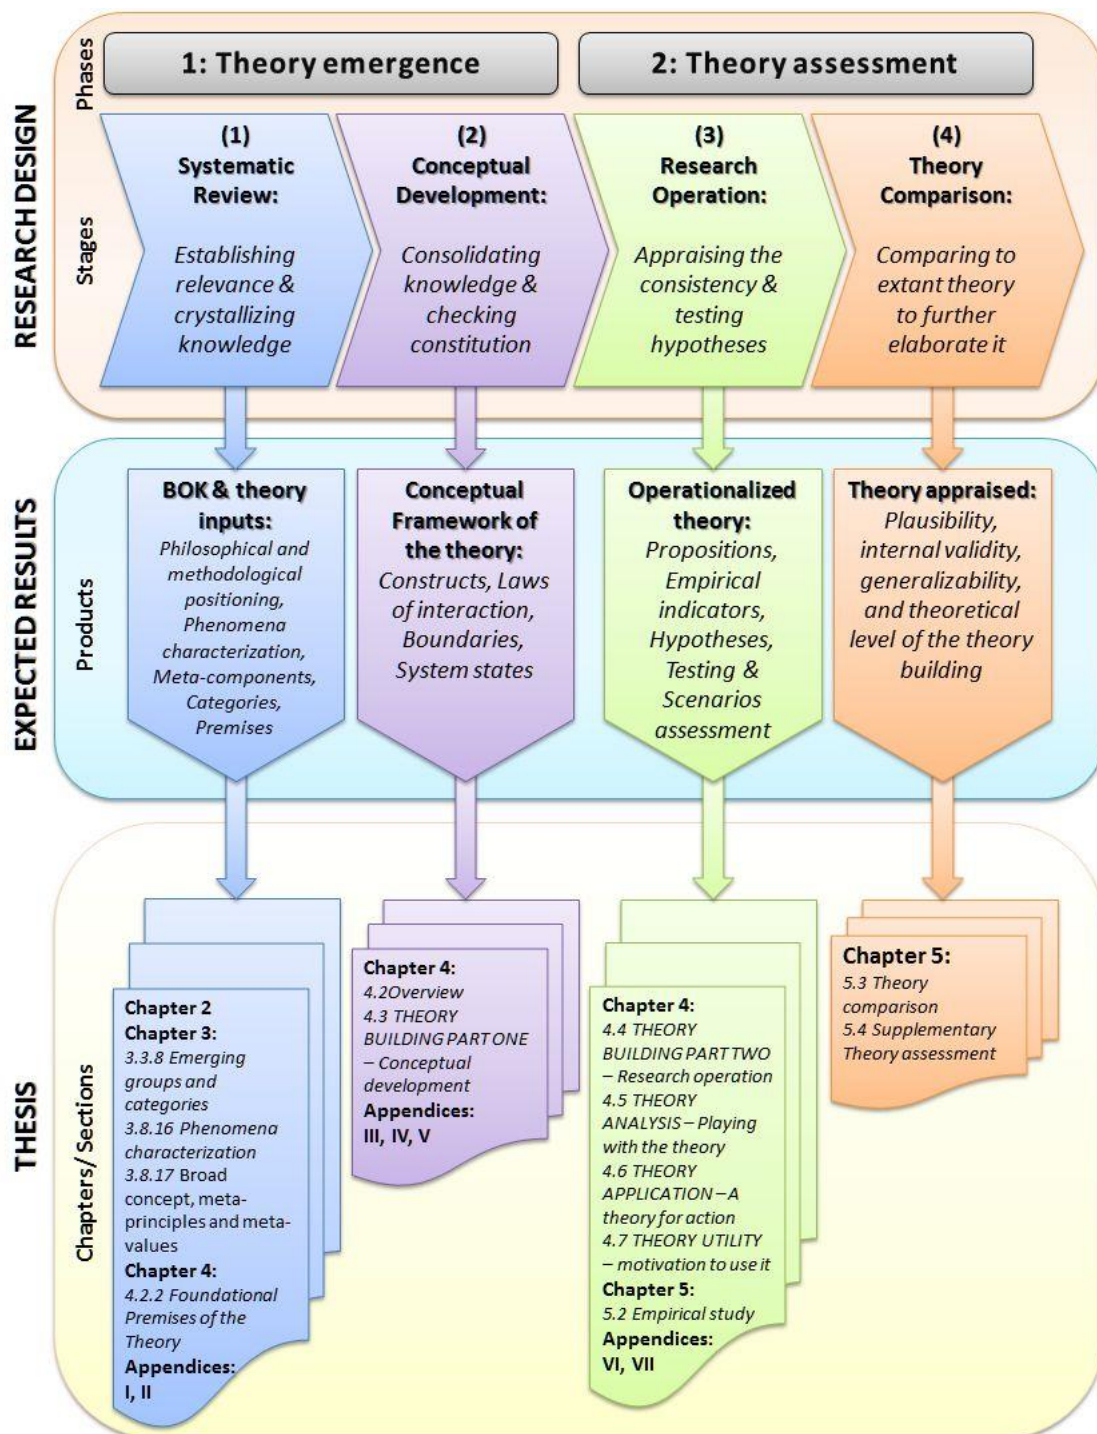 RESEARCH DESIGN
Phases
1: Theory emergence
2: Theory assessment
Stages
(1)
Systematic
Review:
Establishing
relevance &
crystallizing
knowledge
(2)
Conceptual
Development:
Consolidating
knowledge &
checking
constitution
(3)
Research
Operation:
Appraising the
consistency &
testing
hypotheses
(4)
Theory
Comparison:
Comparing to
extant theory
to further
elaborate it
EXPECTED RESULTS
Products
BOK & theory
inputs:
Philosophical and
methodological
positioning,
Phenomena
characterization,
Meta-components,
Categories,
Premises
Conceptual
Framework of
the theory:
Constructs, Laws
of interaction,
Boundaries,
System states
Operationalized
theory:
Propositions,
Empirical
indicators,
Hypotheses,
Testing &
Scenarios
assessment
Theory appraised:
Plausibility,
internal validity,
generalizability,
and theoretical
level of the theory
building
THESIS
Chapters/ Sections
Chapter 2
Chapter 3:
3.3.8 Emerging
groups and
categories
3.8.16 Phenomena
characterization
3.8.17 Broad
concept, meta-
principles and meta-
values
Chapter 4:
4.2.2 Foundational
Premises of the
Theory
Appendices:
I, II
Chapter 4:
4.2Overview
4.3 THEORY
BUILDING PART ONE
– Conceptual
development
Appendices:
III, IV, V
Chapter 4:
4.4 THEORY
BUILDING PART TWO
– Research operation
4.5 THEORY
ANALYSIS – Playing
with the theory
4.6 THEORY
APPLICATION – A
theory for action
4.7 THEORY UTILITY
– motivation to use it
Chapter 5:
5.2 Empirical study
Appendices:
VI, VII
Chapter 5:
5.3 Theory
comparison
5.4 Supplementary
Theory assessment